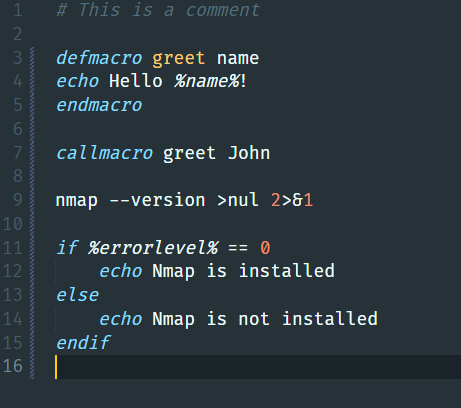 1 # This is a comment
2
3 defmacro greet name
4 echo Hello %name%!
5 endmacro
6
7 callmacro greet John
8
9 nmap --version >nul 2>&1
10
11 if %errorlevel% == 0
12     echo Nmap is installed
13 else
14     echo Nmap is not installed
15 endif
16